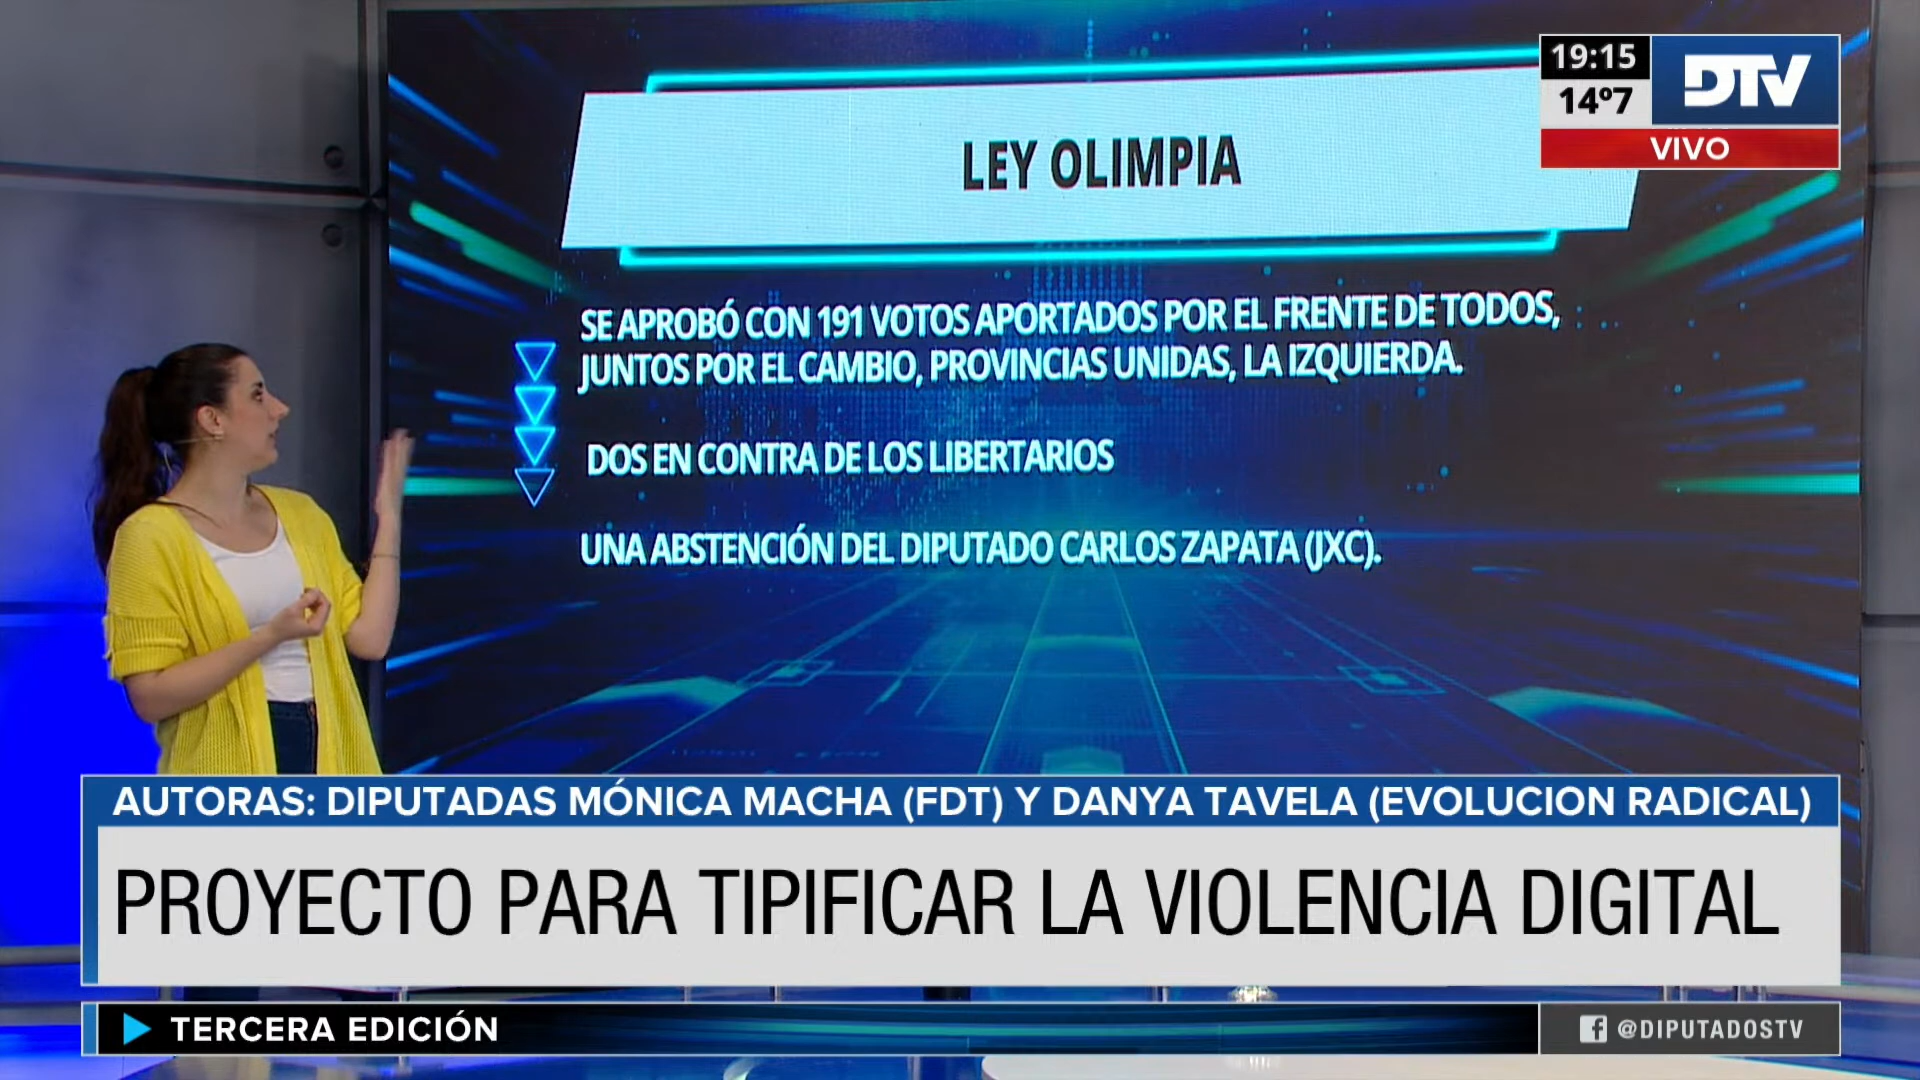 19:15
14º7
DTV
VIVO
LEY OLIMPIA
SE APROBÓ CON 191 VOTOS APORTADOS POR EL FRENTE DE TODOS,
JUNTOS POR EL CAMBIO, PROVINCIAS UNIDAS, LA IZQUIERDA.
DOS EN CONTRA DE LOS LIBERTARIOS
UNA ABSTENCIÓN DEL DIPUTADO CARLOS ZAPATA (JXC).
AUTORAS: DIPUTADAS MÓNICA MACHA (FDT) Y DANYA TAVELA (EVOLUCION RADICAL)
PROYECTO PARA TIPIFICAR LA VIOLENCIA DIGITAL
TERCERA EDICIÓN
@DIPUTADOSTV